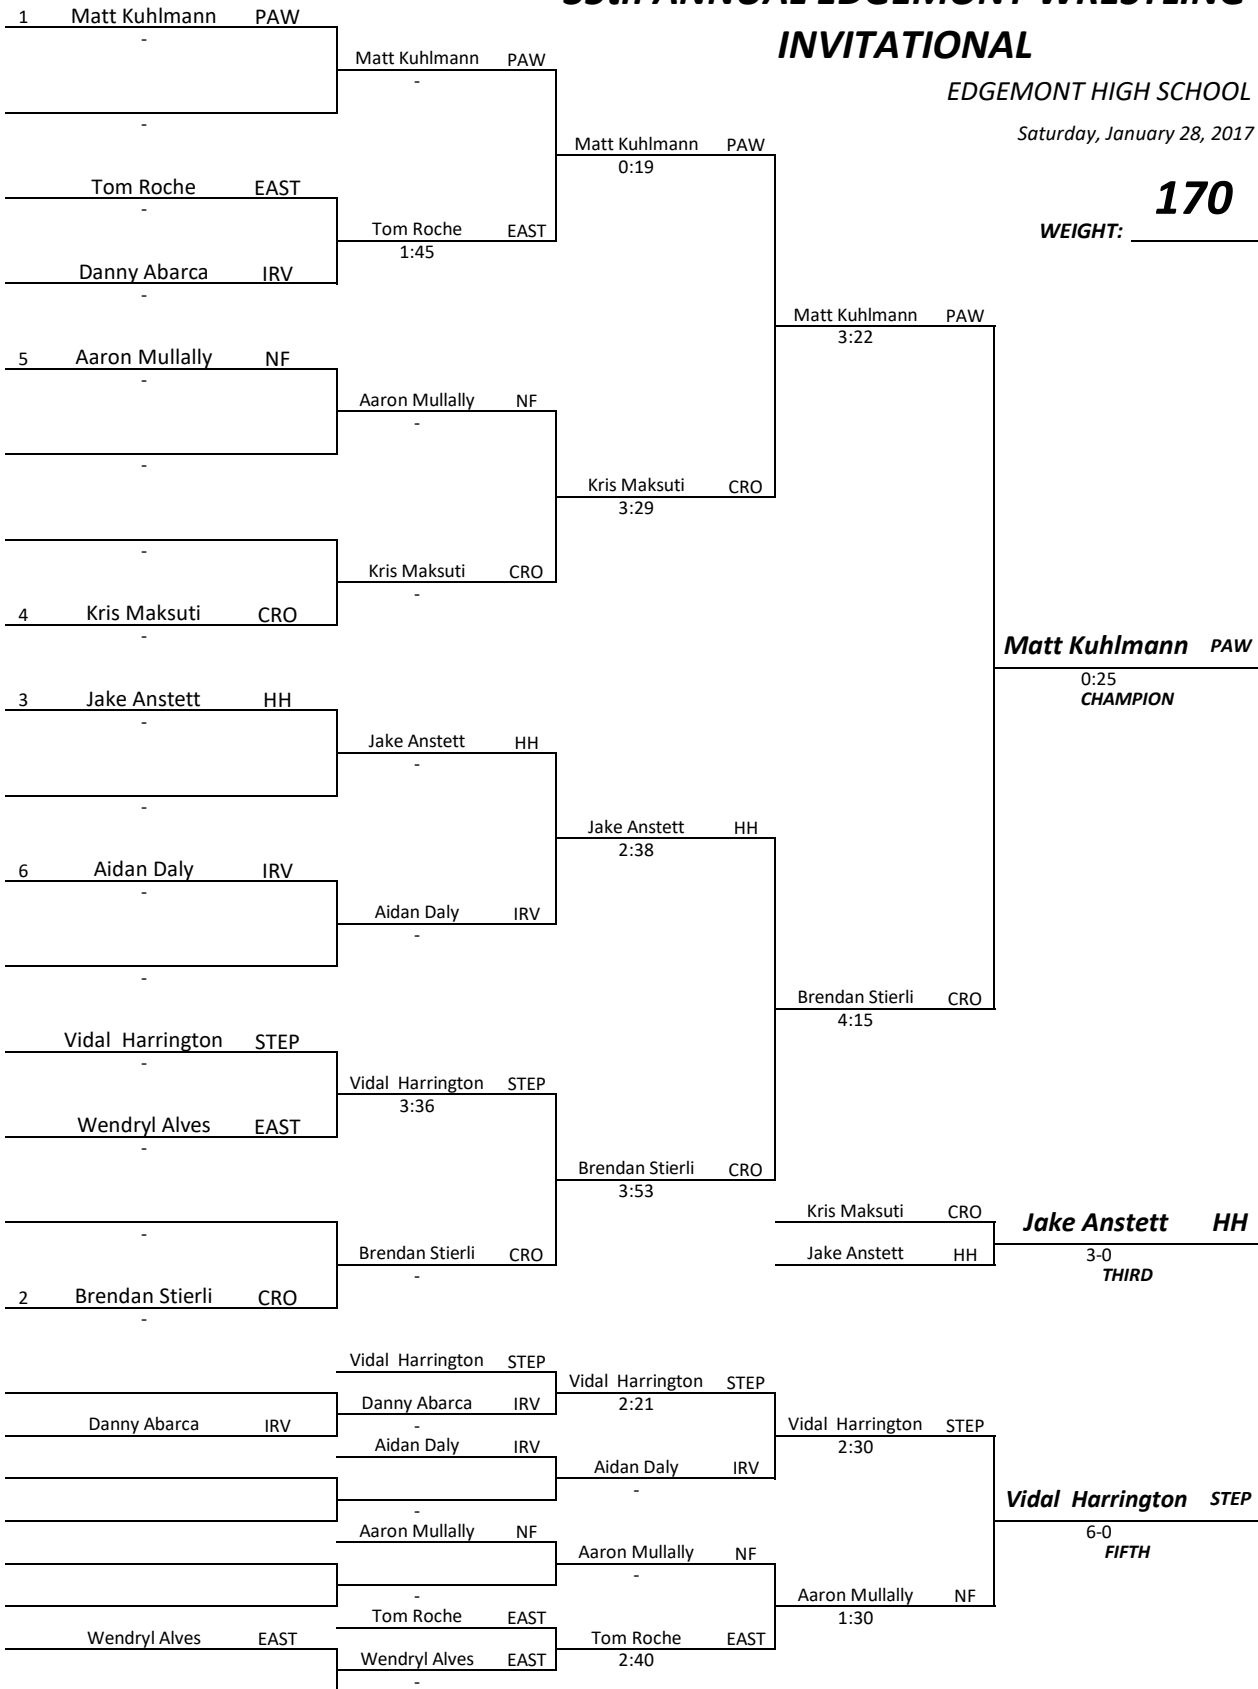 INVITATIONAL
EDGEMONT HIGH SCHOOL
Saturday, January 28, 2017
170
WEIGHT:
1 Matt Kuhlmann PAW
-
-
Tom Roche EAST
-
Danny Abarca IRV
-
5 Aaron Mullally NF
-
-
-
4 Kris Maksuti CRO
-
3 Jake Anstett HH
-
-
6 Aidan Daly IRV
-
-
Vidal Harrington STEP
-
Wendryl Alves EAST
-
-
2 Brendan Stierli CRO
-
Matt Kuhlmann PAW
-
Tom Roche EAST
1:45
Aaron Mullally NF
-
Kris Maksuti CRO
-
Jake Anstett HH
-
Aidan Daly IRV
-
Vidal Harrington STEP
3:36
Brendan Stierli CRO
-
Matt Kuhlmann PAW
0:19
Kris Maksuti CRO
3:29
Jake Anstett HH
2:38
Brendan Stierli CRO
3:53
Matt Kuhlmann PAW
3:22
Brendan Stierli CRO
4:15
Matt Kuhlmann PAW
0:25
CHAMPION
Kris Maksuti CRO
Jake Anstett HH
Jake Anstett HH
3-0
THIRD
Danny Abarca IRV
Wendryl Alves EAST
Vidal Harrington STEP
Danny Abarca IRV
-
Aidan Daly IRV
-
Aaron Mullally NF
-
Tom Roche EAST
Wendryl Alves EAST
-
Vidal Harrington STEP
2:21
Aidan Daly IRV
-
Aaron Mullally NF
-
Tom Roche EAST
2:40
Vidal Harrington STEP
2:30
Aaron Mullally NF
1:30
Vidal Harrington STEP
6-0
FIFTH